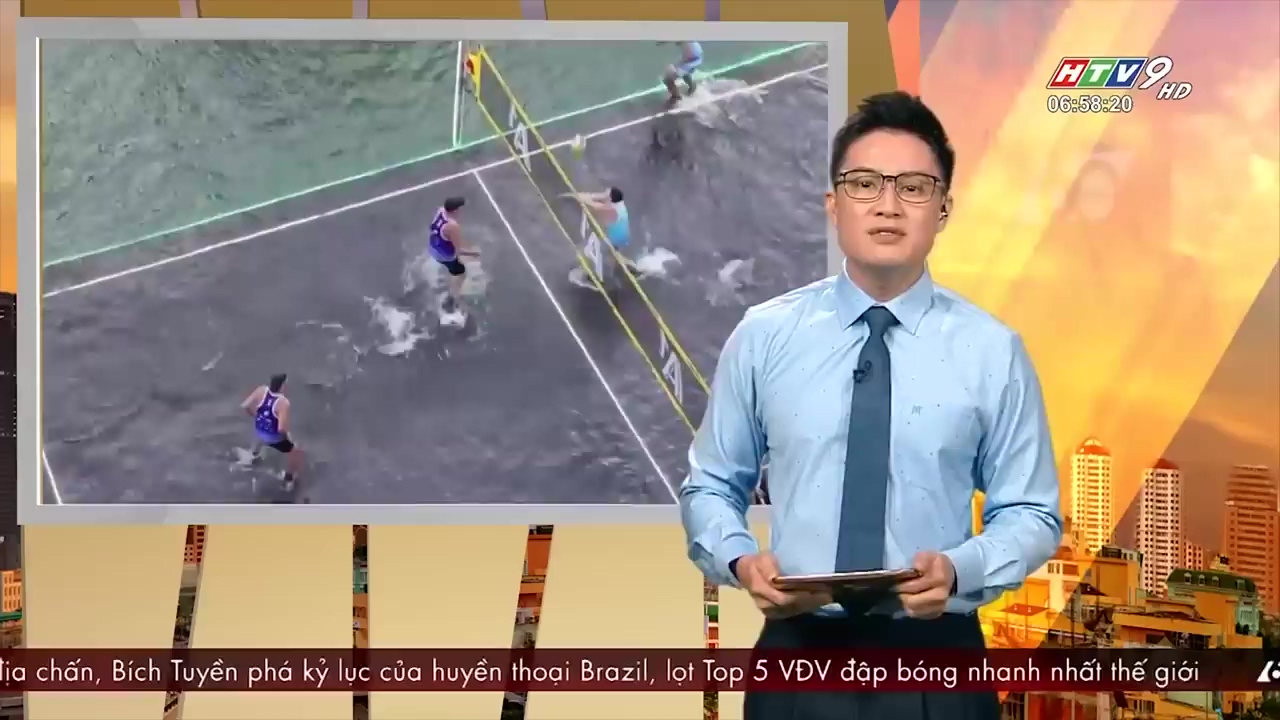 HTV9
HD
06:58:20
địa chấn, Bích Tuyền phá kỷ lục của huyền thoại Brazil, lọt Top 5 VĐV đập bóng nhanh nhất thế giới